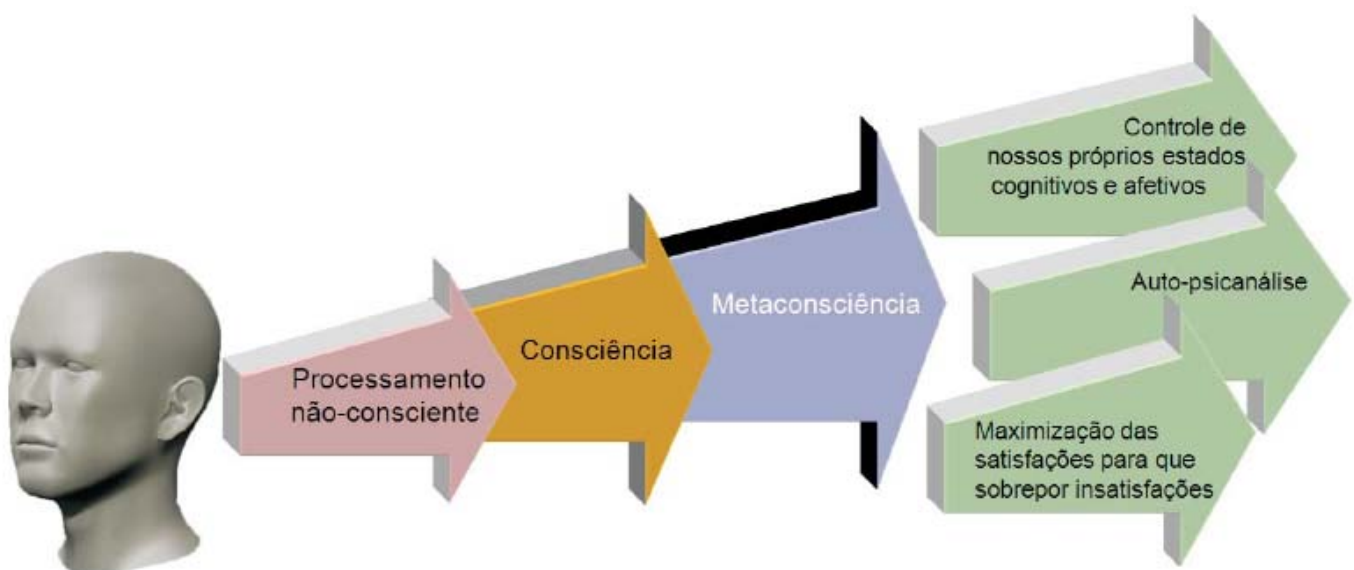 Processamento
não-consciente
Consciência
Metaconsciência
Controle de
nossos próprios estados
cognitivos e afetivos
Auto-psicanálise
Maximização das
satisfações para que
sobrepor insatisfações